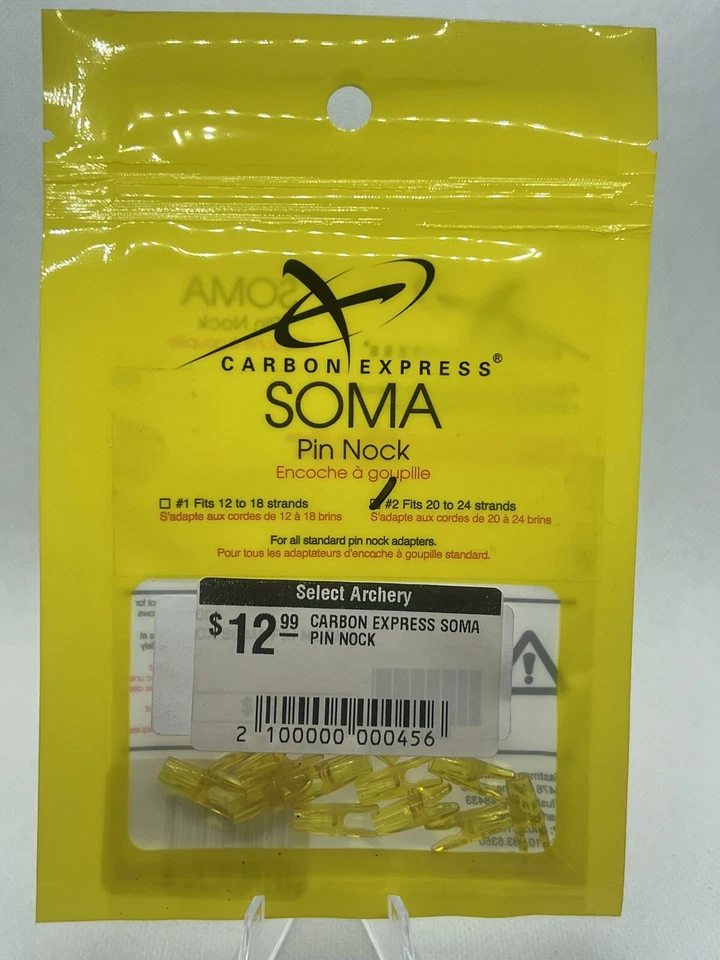 CARBON EXPRESS®
SOMA
Pin Nock
Encoche à goupille
#1 Fits 12 to 18 strands
S'adapte aux cordes de 12 à 18 brins
#2 Fits 20 to 24 strands
S'adapte aux cordes de 20 à 24 brins
For all standard pin nock adapters.
Pour tous les adaptateurs d'encoche à goupille standard.
Select Archery
$12.99 CARBON EXPRESS SOMA
PIN NOCK
2 100000 000456